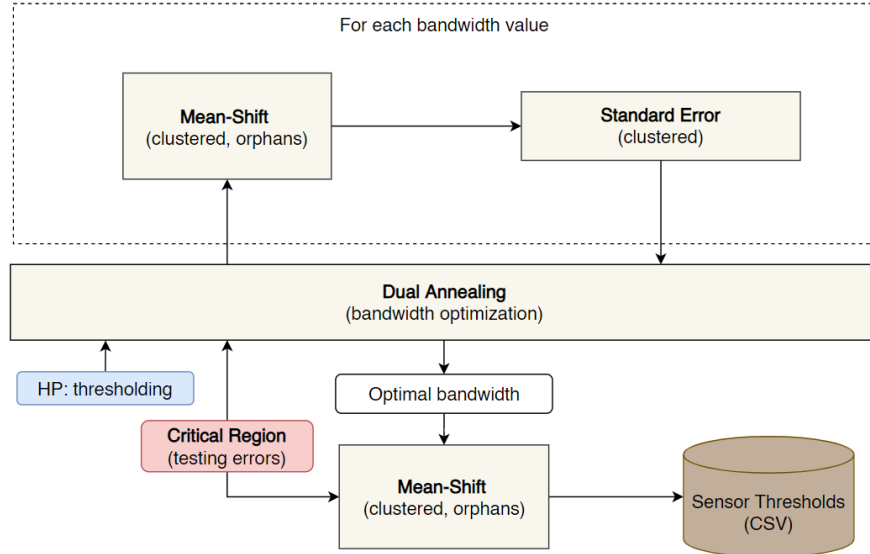 For each bandwidth value
Mean-Shift
(clustered, orphans)
Standard Error
(clustered)
Dual Annealing
(bandwidth optimization)
HP: thresholding
Optimal bandwidth
Critical Region
(testing errors)
Mean-Shift
(clustered, orphans)
Sensor Thresholds
(CSV)